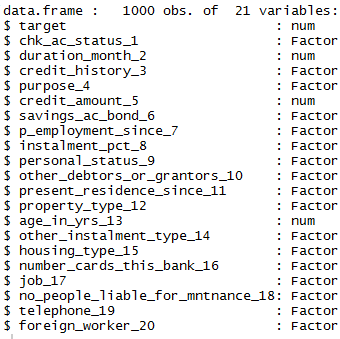 data.frame :   1000 obs. of  21 variables:
$ target                          : num
$ chk_ac_status_1                 : Factor
$ duration_month_2                : num
$ credit_history_3                : Factor
$ purpose_4                       : Factor
$ credit_amount_5                 : num
$ savings_ac_bond_6               : Factor
$ p_employment_since_7            : Factor
$ instalment_pct_8                : Factor
$ personal_status_9               : Factor
$ other_debtors_or_grantors_10    : Factor
$ present_residence_since_11      : Factor
$ property_type_12                : Factor
$ age_in_yrs_13                   : num
$ other_instalment_type_14        : Factor
$ housing_type_15                 : Factor
$ number_cards_this_bank_16       : Factor
$ job_17                          : Factor
$ no_people_liable_for_mntnance_18: Factor
$ telephone_19                    : Factor
$ foreign_worker_20               : Factor